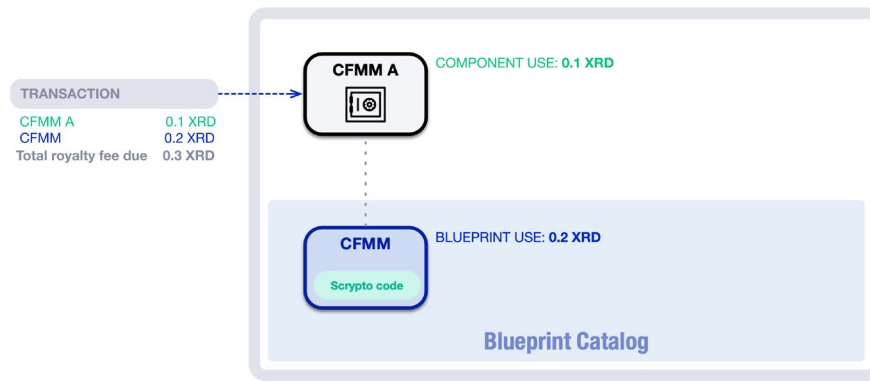 TRANSACTION
CFMM A 0.1 XRD
CFMM 0.2 XRD
Total royalty fee due 0.3 XRD
CFMM A
COMPONENT USE: 0.1 XRD
CFMM
Scrypto code
BLUEPRINT USE: 0.2 XRD
Blueprint Catalog